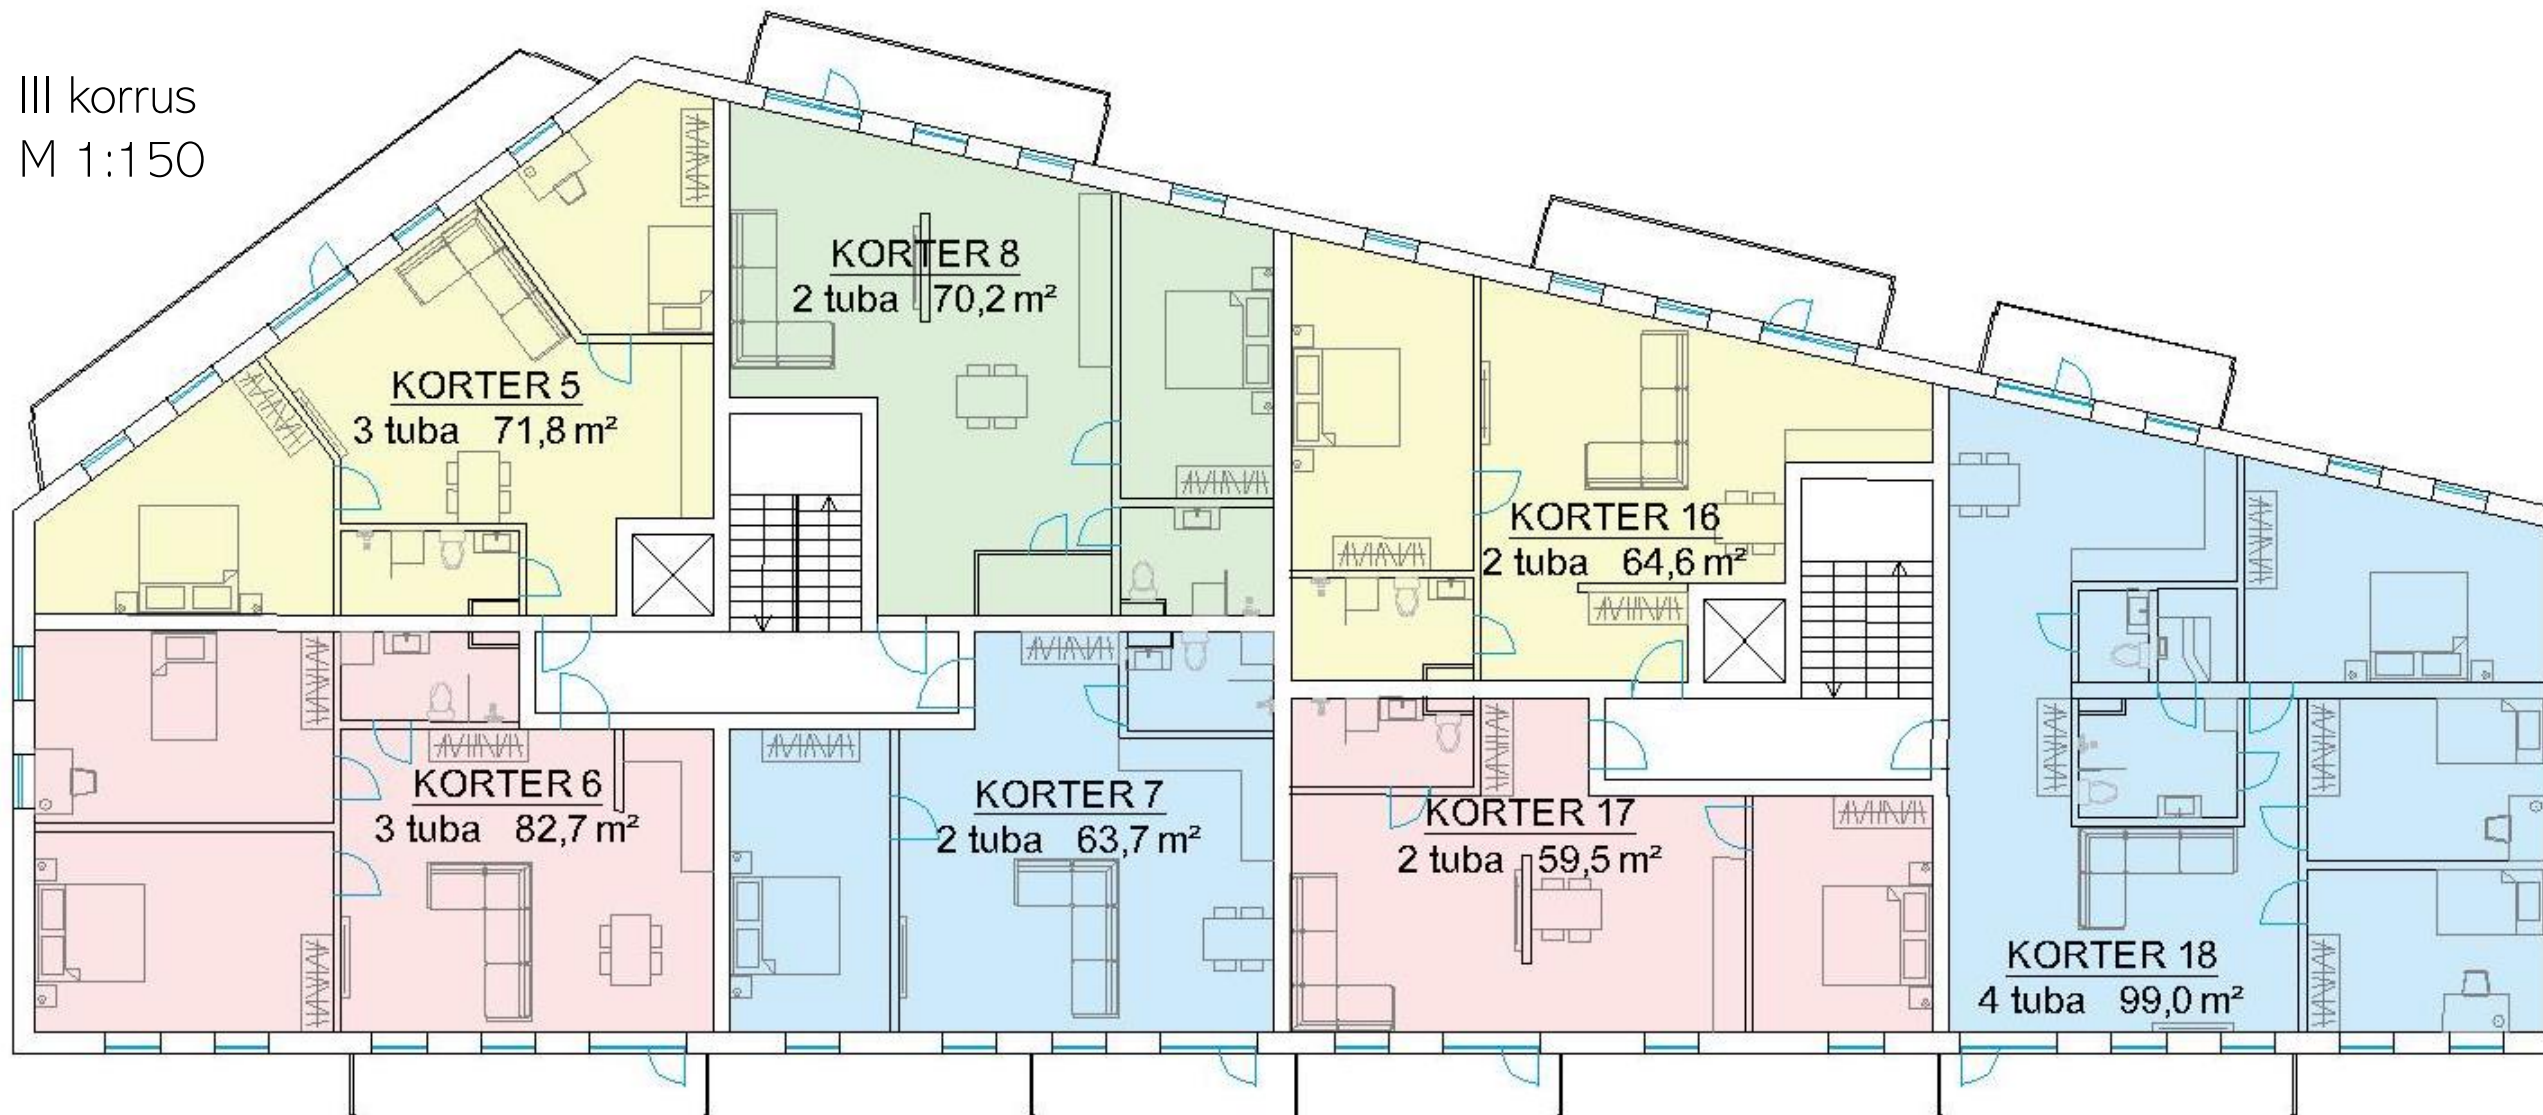 III korrus
M 1:150
KORTER 8
2 tuba 70,2 m²
KORTER 5
3 tuba 71,8 m²
KORTER 16
2 tuba 64,6 m²
KORTER 6
3 tuba 82,7 m²
KORTER 7
2 tuba 63,7 m²
KORTER 17
2 tuba 59,5 m²
KORTER 18
4 tuba 99,0 m²